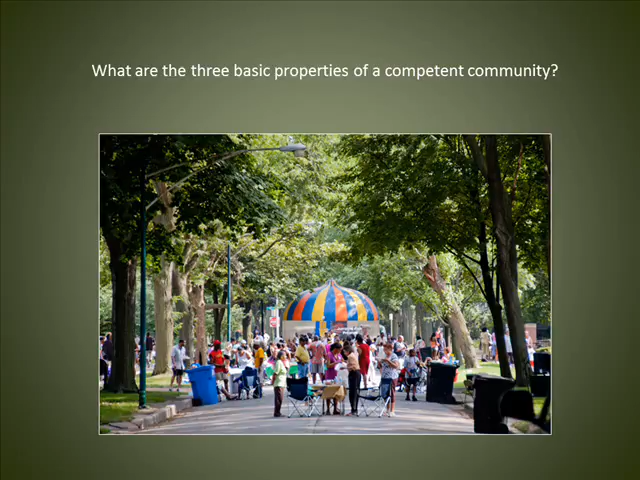 What are the three basic properties of a competent community?